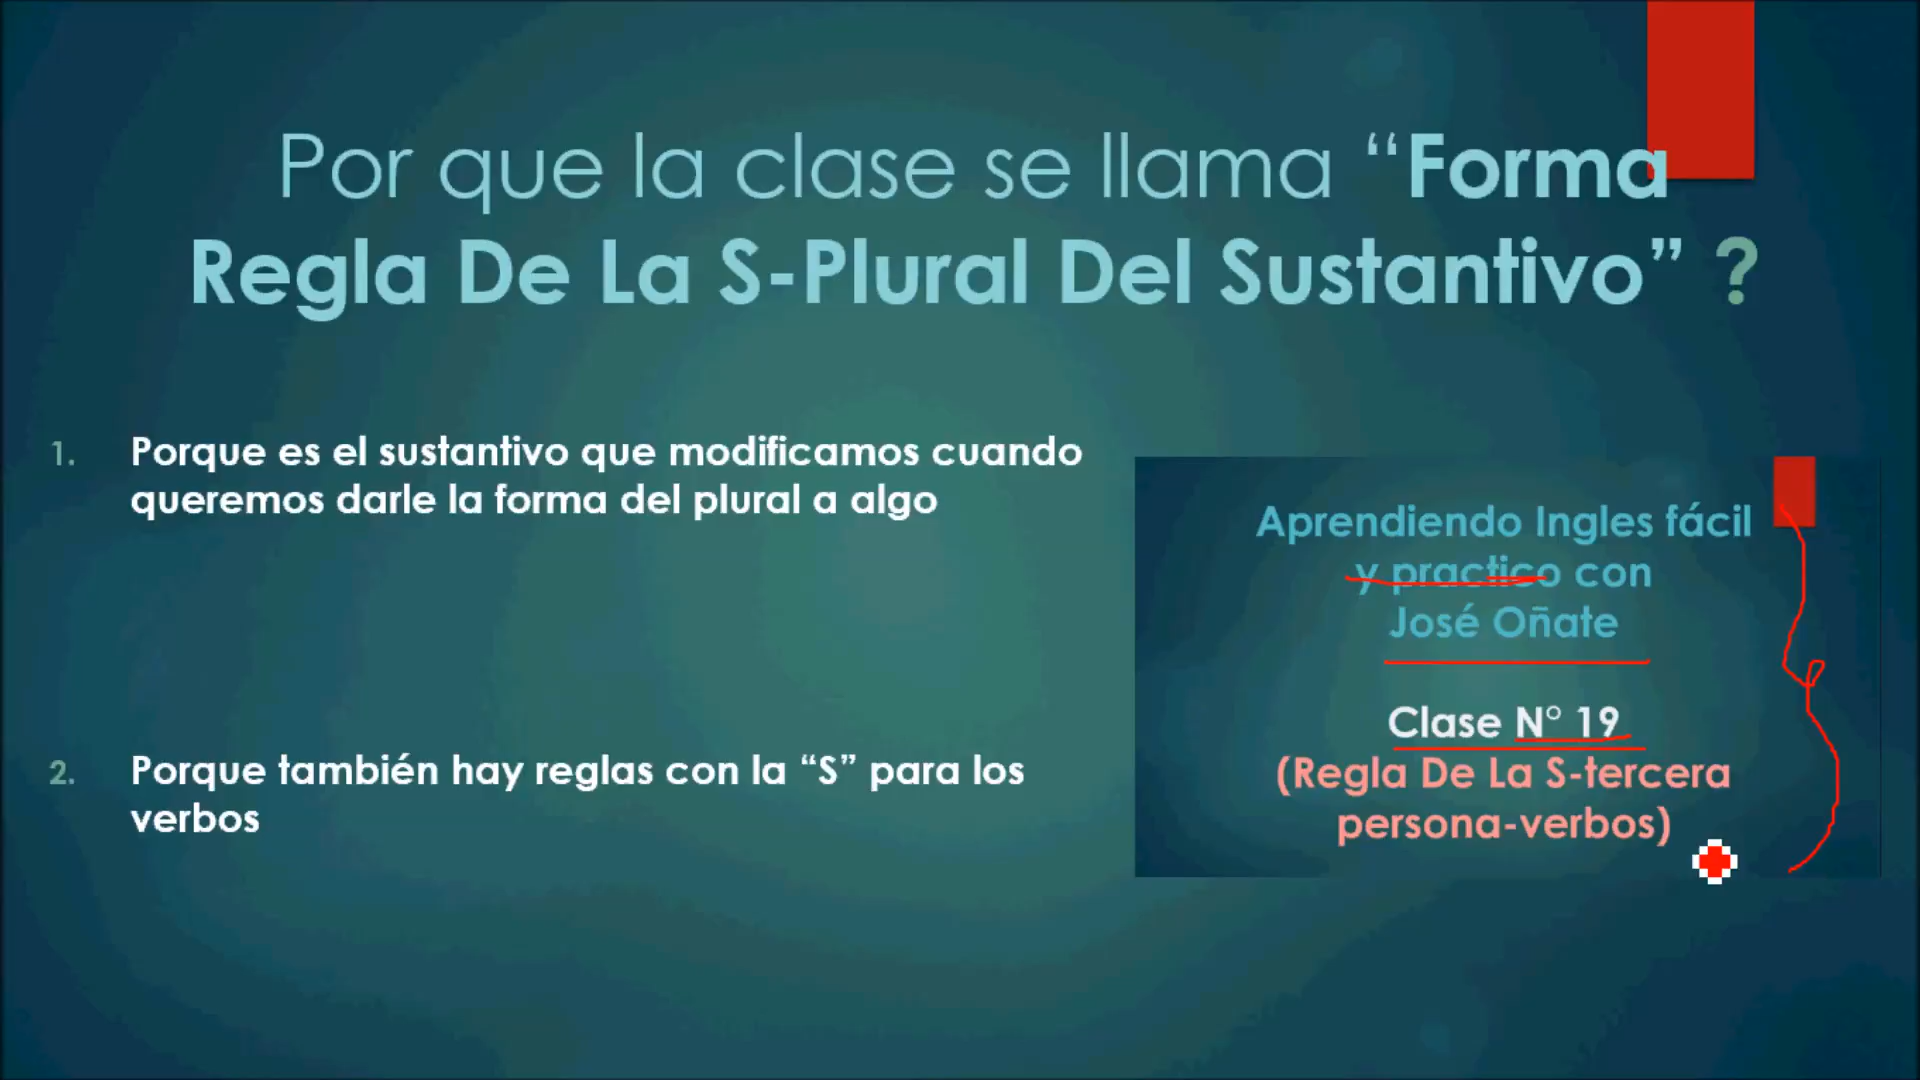 Por que la clase se llama “Forma
Regla De La S-Plural Del Sustantivo” ?
1. Porque es el sustantivo que modificamos cuando
queremos darle la forma del plural a algo
2. Porque también hay reglas con la “S” para los
verbos
Aprendiendo Ingles fácil
y practico con
José Oñate
Clase N° 19
(Regla De La S-tercera
persona-verbos)